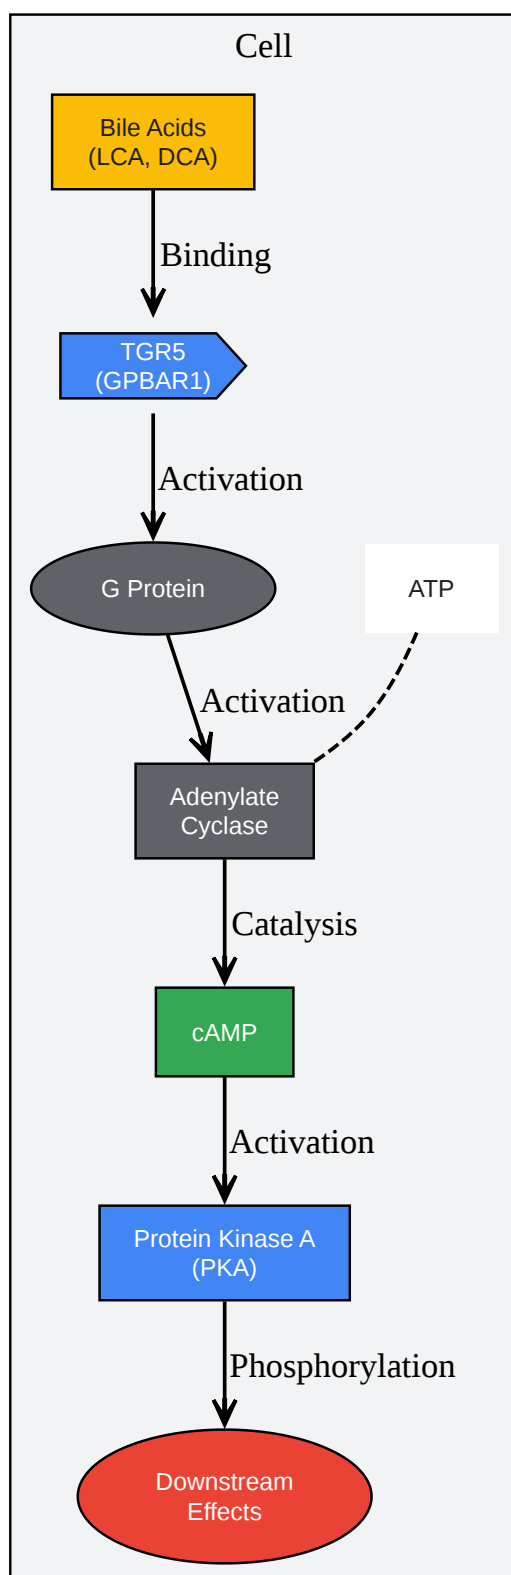 Cell
Bile Acids
(LCA, DCA)
Binding
TGR5
(GPBAR1)
Activation
G Protein
ATP
Activation
Adenylate
Cyclase
Catalysis
cAMP
Activation
Protein Kinase A
(PKA)
Phosphorylation
Downstream
Effects